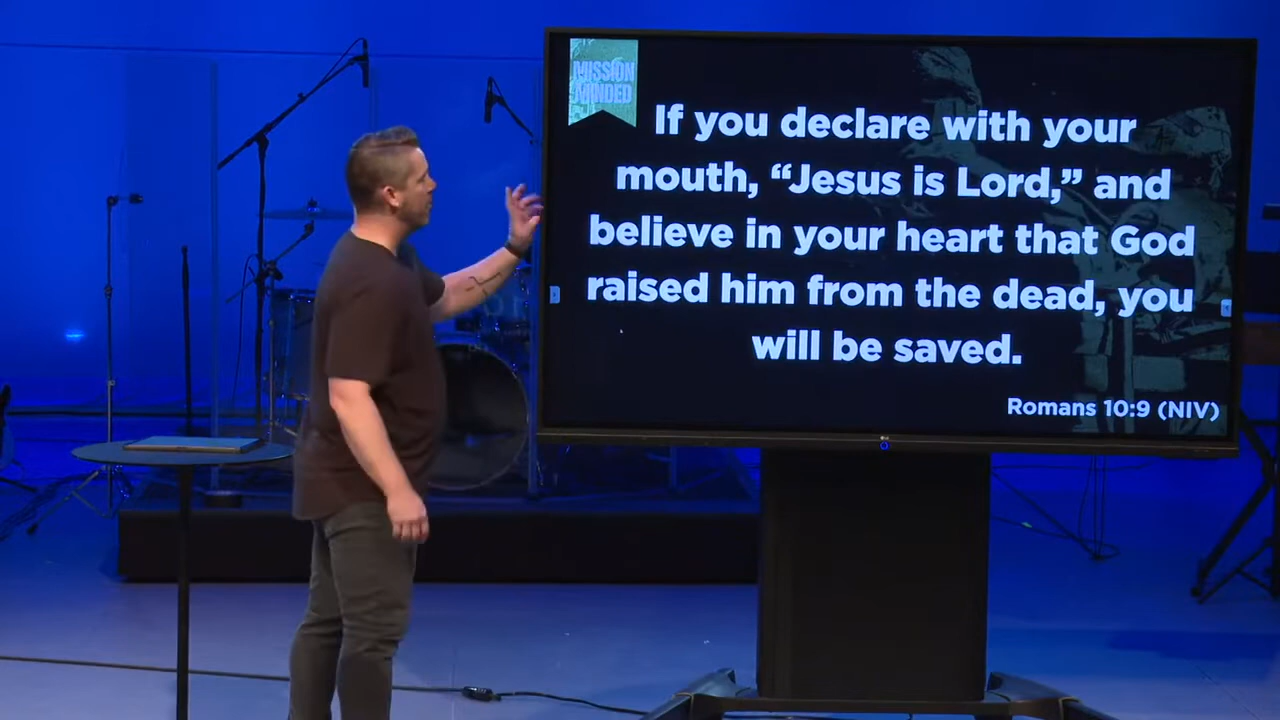 MISSION
MINDED
If you declare with your
mouth, “Jesus is Lord,” and
believe in your heart that God
raised him from the dead, you
will be saved.
Romans 10:9 (NIV)
LG